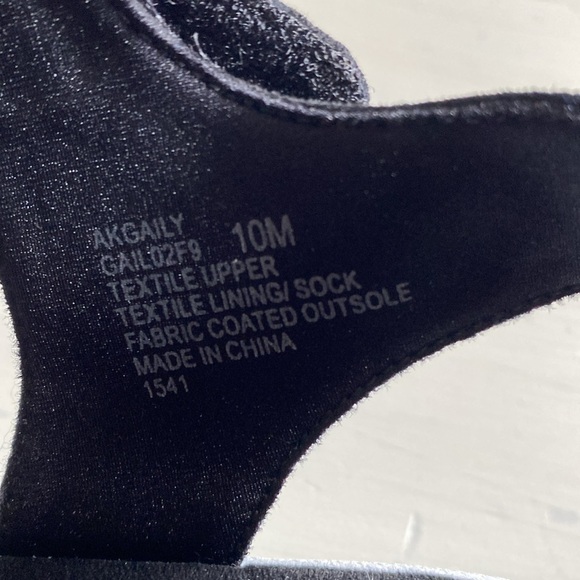 AKGAILY
GAIL02F9 10M
TEXTILE UPPER
TEXTILE LINING/ SOCK
FABRIC COATED OUTSOLE
MADE IN CHINA
1541